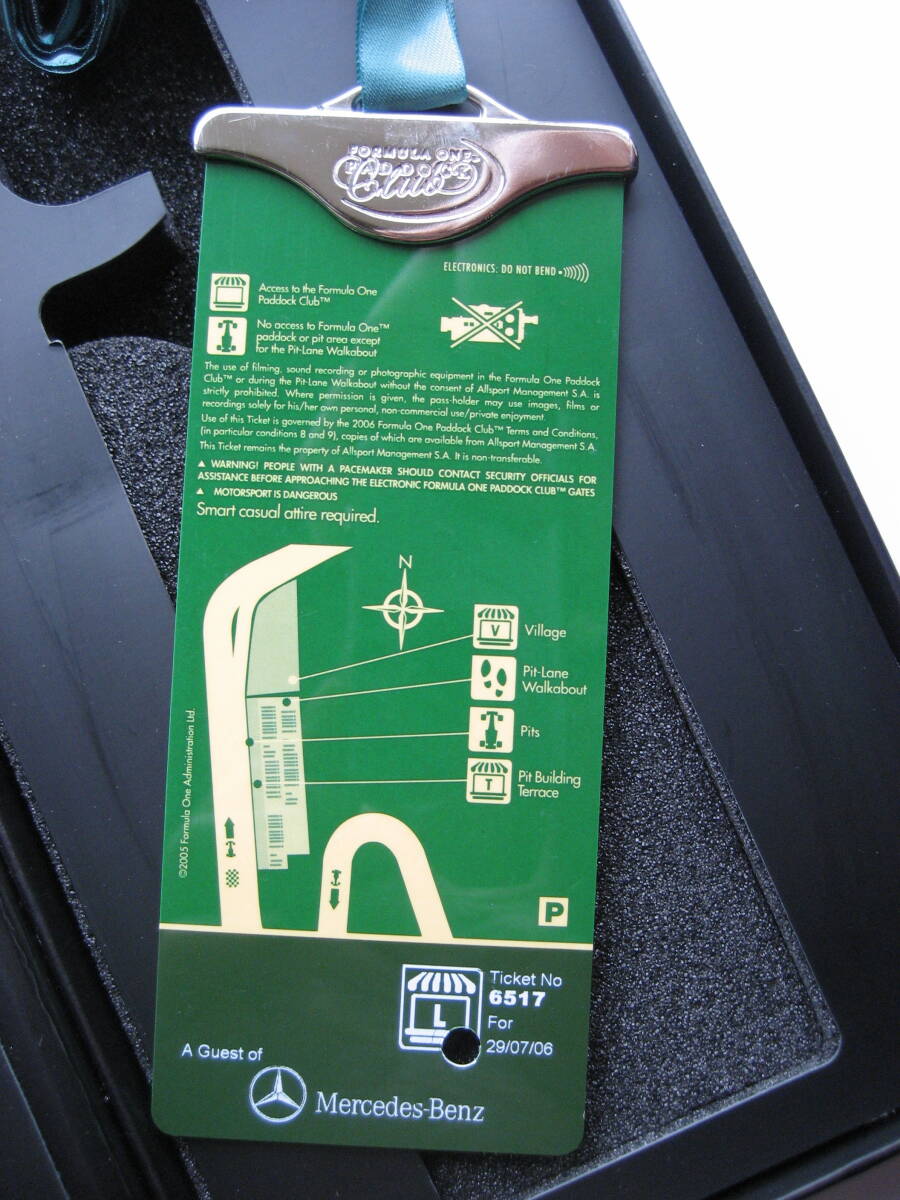 FORMULA ONE™
PADDOCK
Club
ELECTRONICS: DO NOT BEND
Access to the Formula One
Paddock Club™
No access to Formula One™
paddock or pit area except
for the Pit-Lane Walkabout
The use of filming, sound recording or photographic equipment in the Formula One Paddock
Club™ or during the Pit-Lane Walkabout without the consent of Allsport Management S.A. is
strictly prohibited. Where permission is given, the pass-holder may use images, films or
recordings solely for his/her own personal, non-commercial use/private enjoyment.
Use of this Ticket is governed by the 2006 Formula One Paddock Club™ Terms and Conditions,
(in particular conditions 8 and 9), copies of which are available from Allsport Management S.A.
This Ticket remains the property of Allsport Management S.A. It is non-transferable.
▲ WARNING! PEOPLE WITH A PACEMAKER SHOULD CONTACT SECURITY OFFICIALS FOR
ASSISTANCE BEFORE APPROACHING THE ELECTRONIC FORMULA ONE PADDOCK CLUB™ GATES
▲ MOTORSPORT IS DANGEROUS
Smart casual attire required.
N
V
Village
Pit-Lane
Walkabout
Pits
T
Pit Building
Terrace
©2005 Formula One Administration Ltd.
P
L
Ticket No
6517
For
29/07/06
A Guest of
Mercedes-Benz